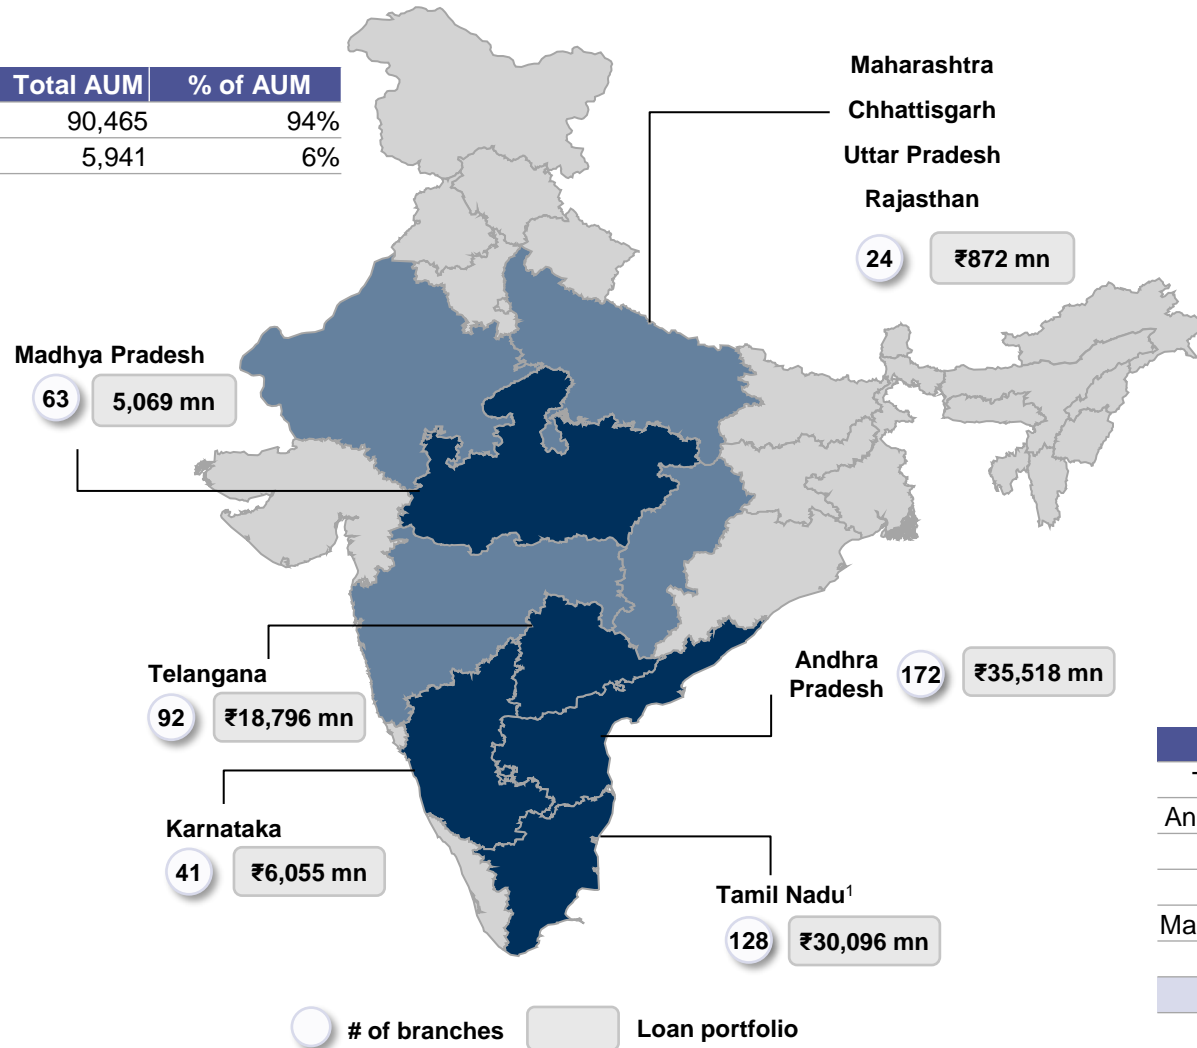 Total AUM % of AUM
90,465 94%
5,941 6%
Maharashtra
Chhattisgarh
Uttar Pradesh
Rajasthan
24 ₹872 mn
Madhya Pradesh
63 5,069 mn
Telangana
92 ₹18,796 mn
Andhra
Pradesh
172 ₹35,518 mn
Karnataka
41 ₹6,055 mn
Tamil Nadu¹
128 ₹30,096 mn
An
Ma
# of branches Loan portfolio